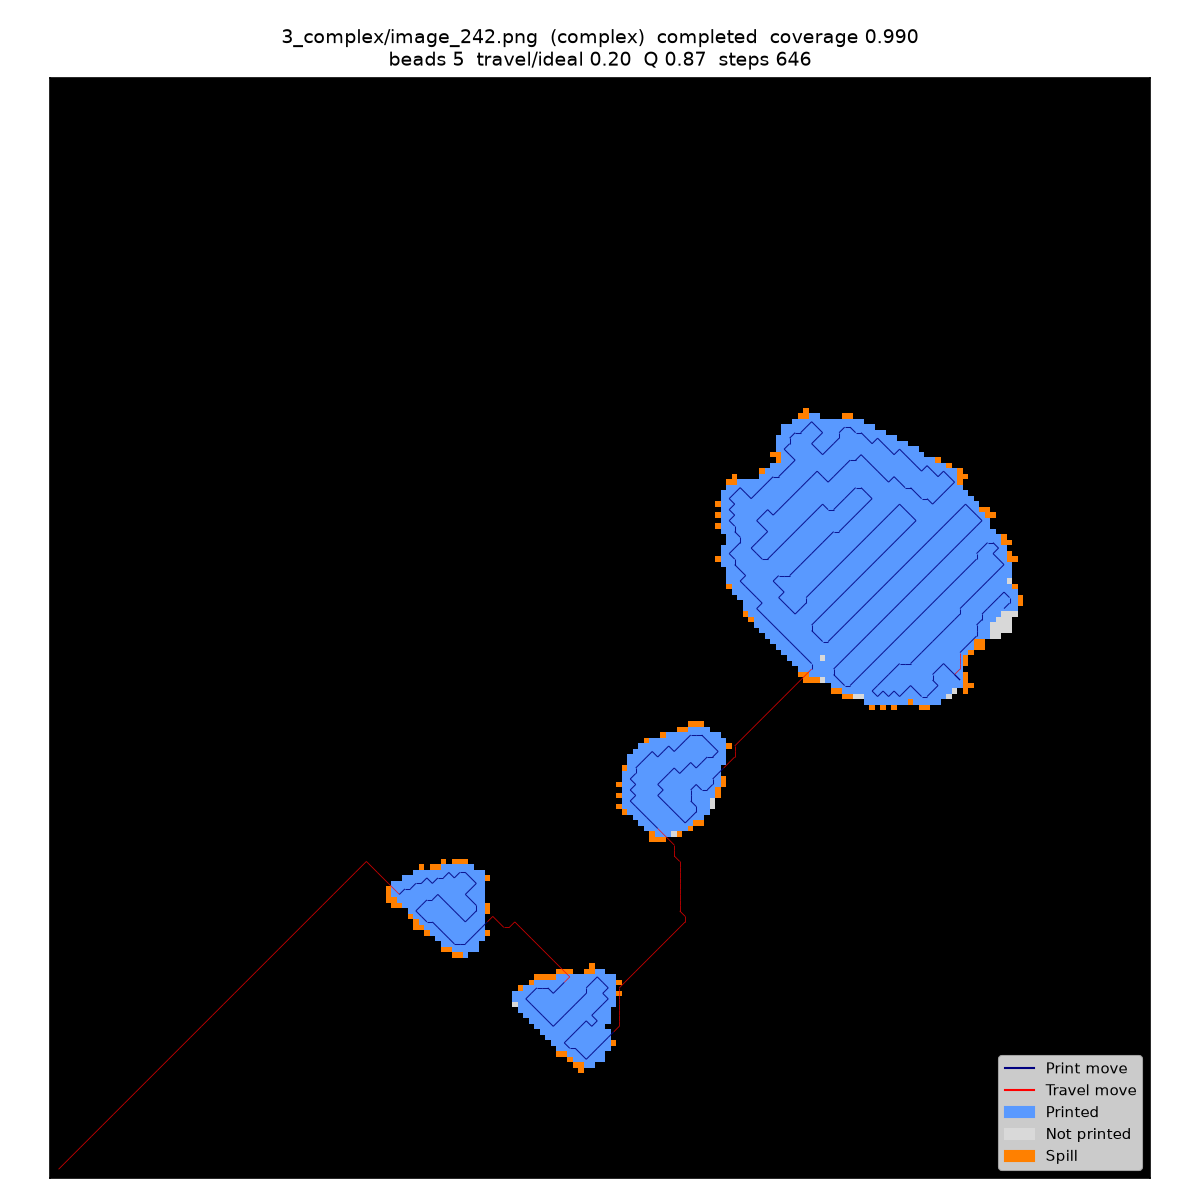 3_complex/image_242.png  (complex)  completed  coverage 0.990
beads 5  travel/ideal 0.20  Q 0.87  steps 646
Print move
Travel move
Printed
Not printed
Spill